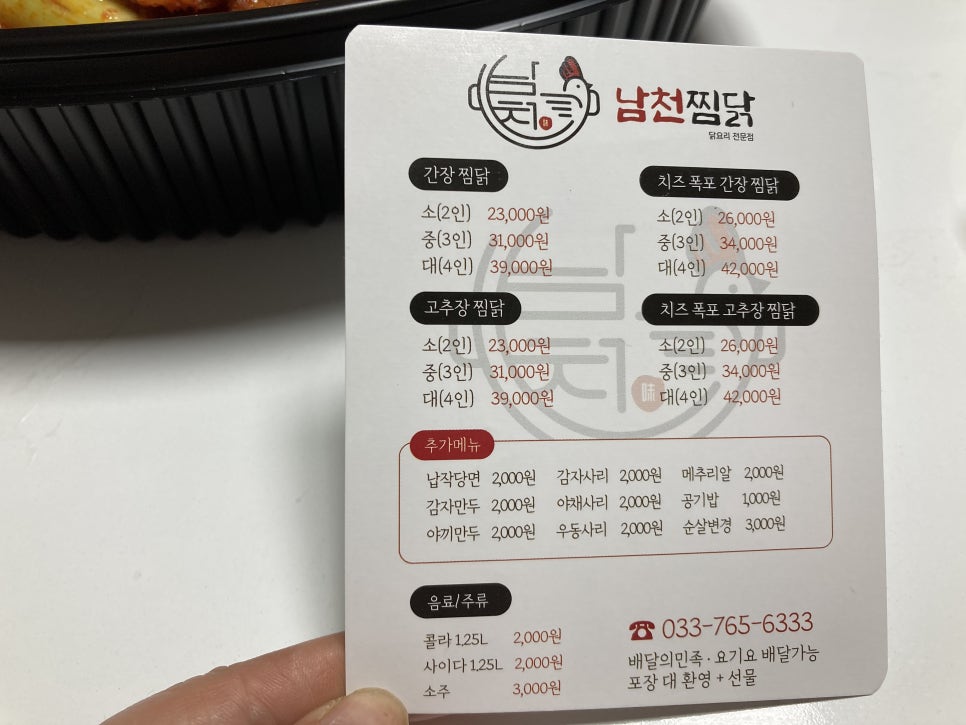 남천찜닭
닭요리 전문점
간장 찜닭
소(2인) 23,000원
중(3인) 31,000원
대(4인) 39,000원
치즈 폭포 간장 찜닭
소(2인) 26,000원
중(3인) 34,000원
대(4인) 42,000원
고추장 찜닭
소(2인) 23,000원
중(3인) 31,000원
대(4인) 39,000원
치즈 폭포 고추장 찜닭
소(2인) 26,000원
중(3인) 34,000원
대(4인) 42,000원
味
추가메뉴
납작당면 2,000원 감자사리 2,000원 메추리알 2,000원
감자만두 2,000원 야채사리 2,000원 공기밥 1,000원
야끼만두 2,000원 우동사리 2,000원 순살변경 3,000원
음료/주류
콜라 1.25L 2,000원
사이다 1.25L 2,000원
소주 3,000원
☎ 033-765-6333
배달의민족 · 요기요 배달가능
포장 대 환영 + 선물